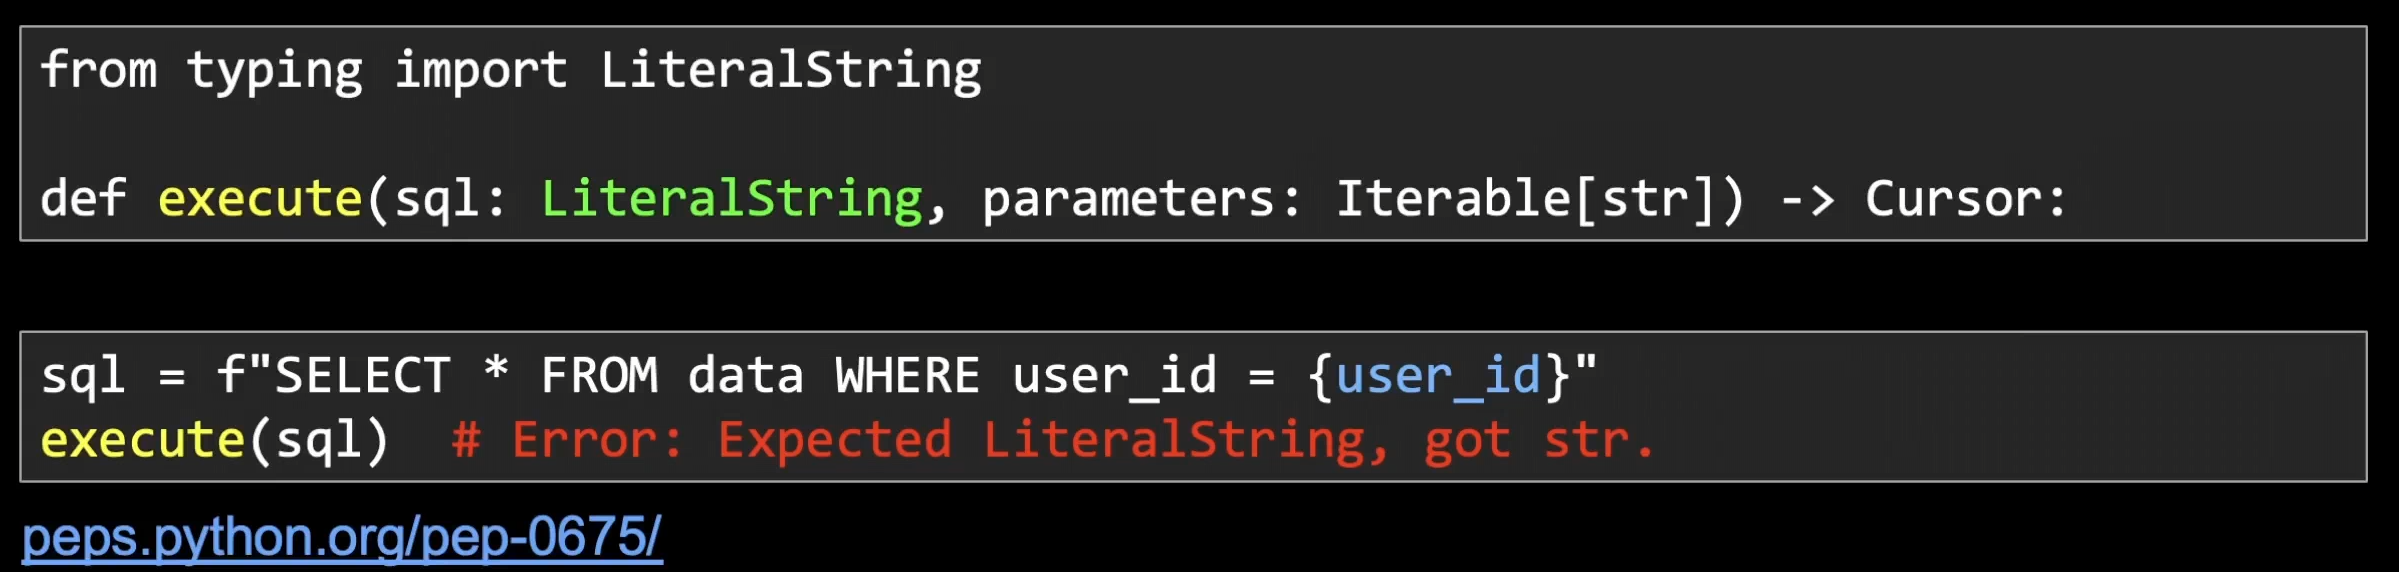 from typing import LiteralString
def execute(sql: LiteralString, parameters: Iterable[str]) -> Cursor:
sql = f"SELECT * FROM data WHERE user_id = {user_id}"
execute(sql)  # Error: Expected LiteralString, got str.
peps.python.org/pep-0675/